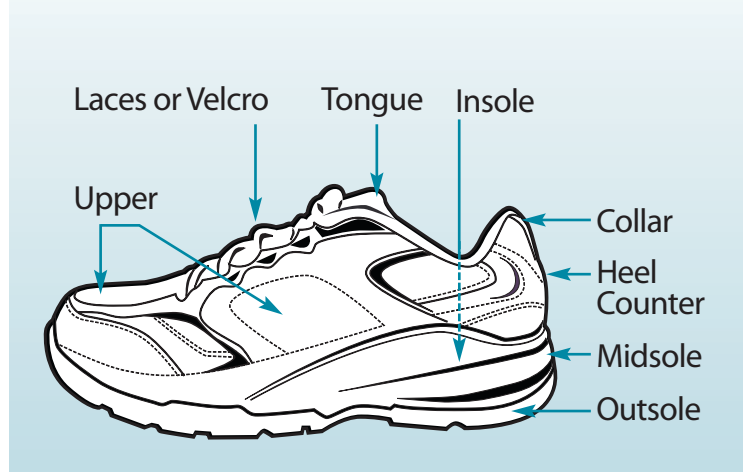 Laces or Velcro
Tongue
Insole
Upper
Collar
Heel
Counter
Midsole
Outsole